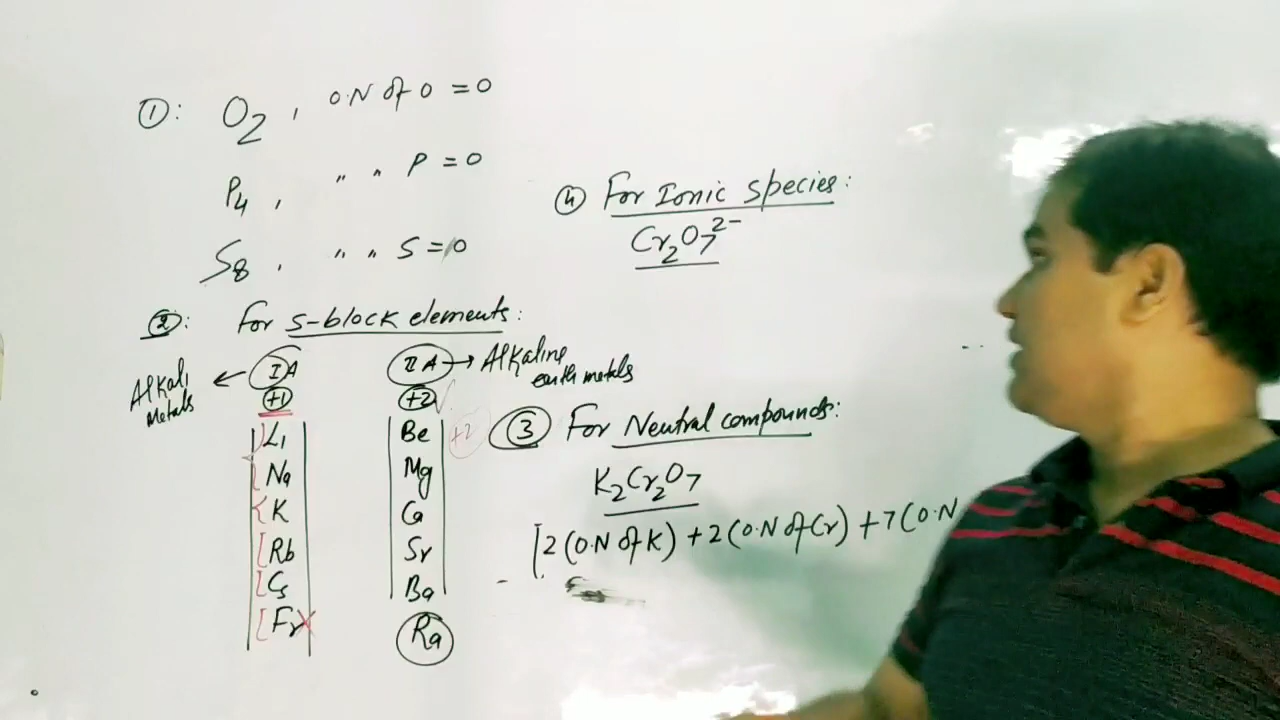 ①: O₂, O.N of O = 0
P₄, " " P = 0
S₈, " " S = 0
②: For s-block elements:
Alkali Metals ← IA
+1
Li
Na
K
Rb
Cs
Fr
IIA → Alkaline earth metals
+2
Be +2
Mg
Ca
Sr
Ba
Ra
③ For Neutral compounds:
K₂Cr₂O₇
[2(O.N of K) + 2(O.N of Cr) + 7(O.N
④ For Ionic Species:
Cr₂O₇²⁻